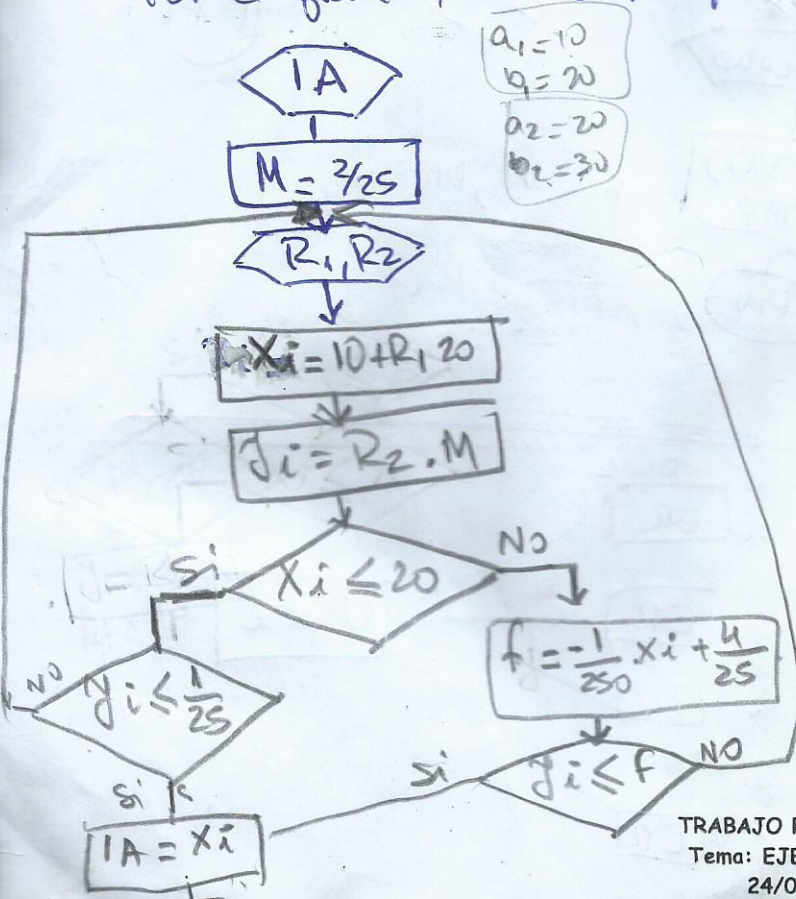 a1=10
b1=20
a2=20
b2=30
IA
M = 2/25
R1,R2
Xi=10+R1 20
Yi=R2.M
Xi ≤ 20
Si
NO
f = -1/250 . Xi + 4/25
Yi ≤ 1/25
NO
Si
Yi ≤ f
Si
NO
IA = Xi
TRABAJO
Tema: EJE
24/0